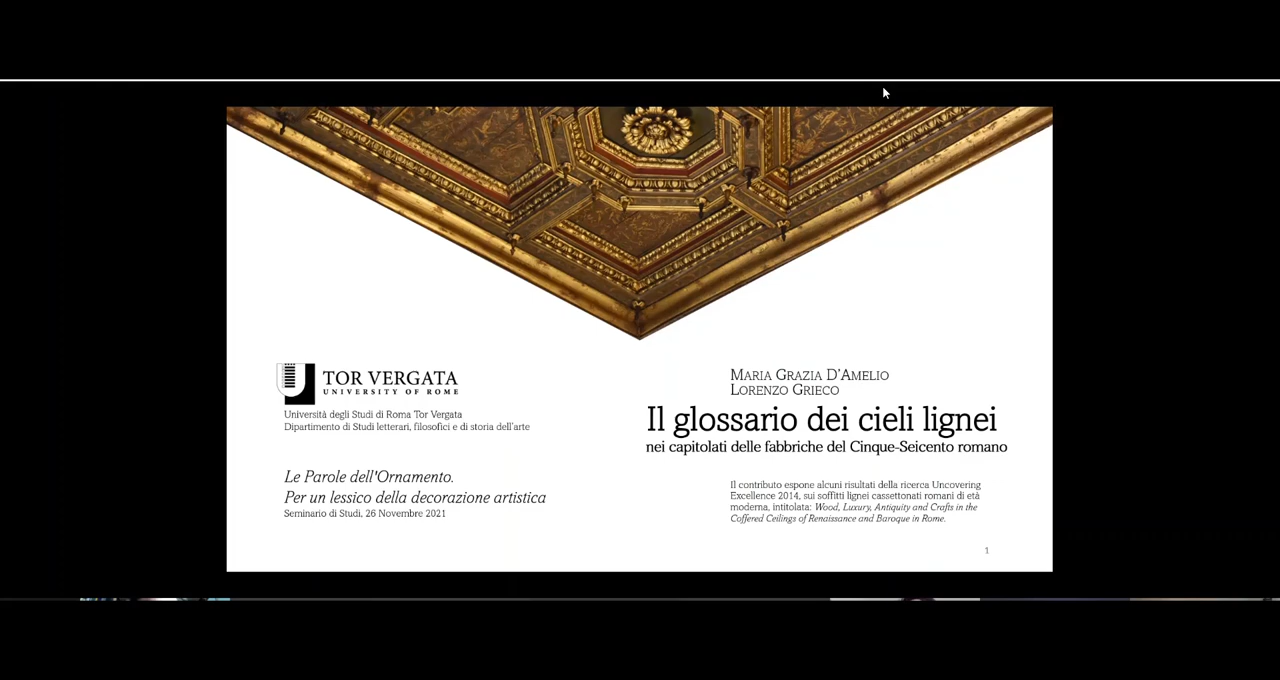 TOR VERGATA
UNIVERSITY OF ROME
Università degli Studi di Roma Tor Vergata
Dipartimento di Studi letterari, filosofici e di storia dell'arte
Le Parole dell'Ornamento.
Per un lessico della decorazione artistica
Seminario di Studi, 26 Novembre 2021
MARIA GRAZIA D'AMELIO
LORENZO GRIECO
Il glossario dei cieli lignei
nei capitolati delle fabbriche del Cinque-Seicento romano
Il contributo espone alcuni risultati della ricerca Uncovering
Excellence 2014, sui soffitti lignei cassettonati romani di età
moderna, intitolata: Wood, Luxury, Antiquity and Crafts in the
Coffered Ceilings of Renaissance and Baroque in Rome.
1